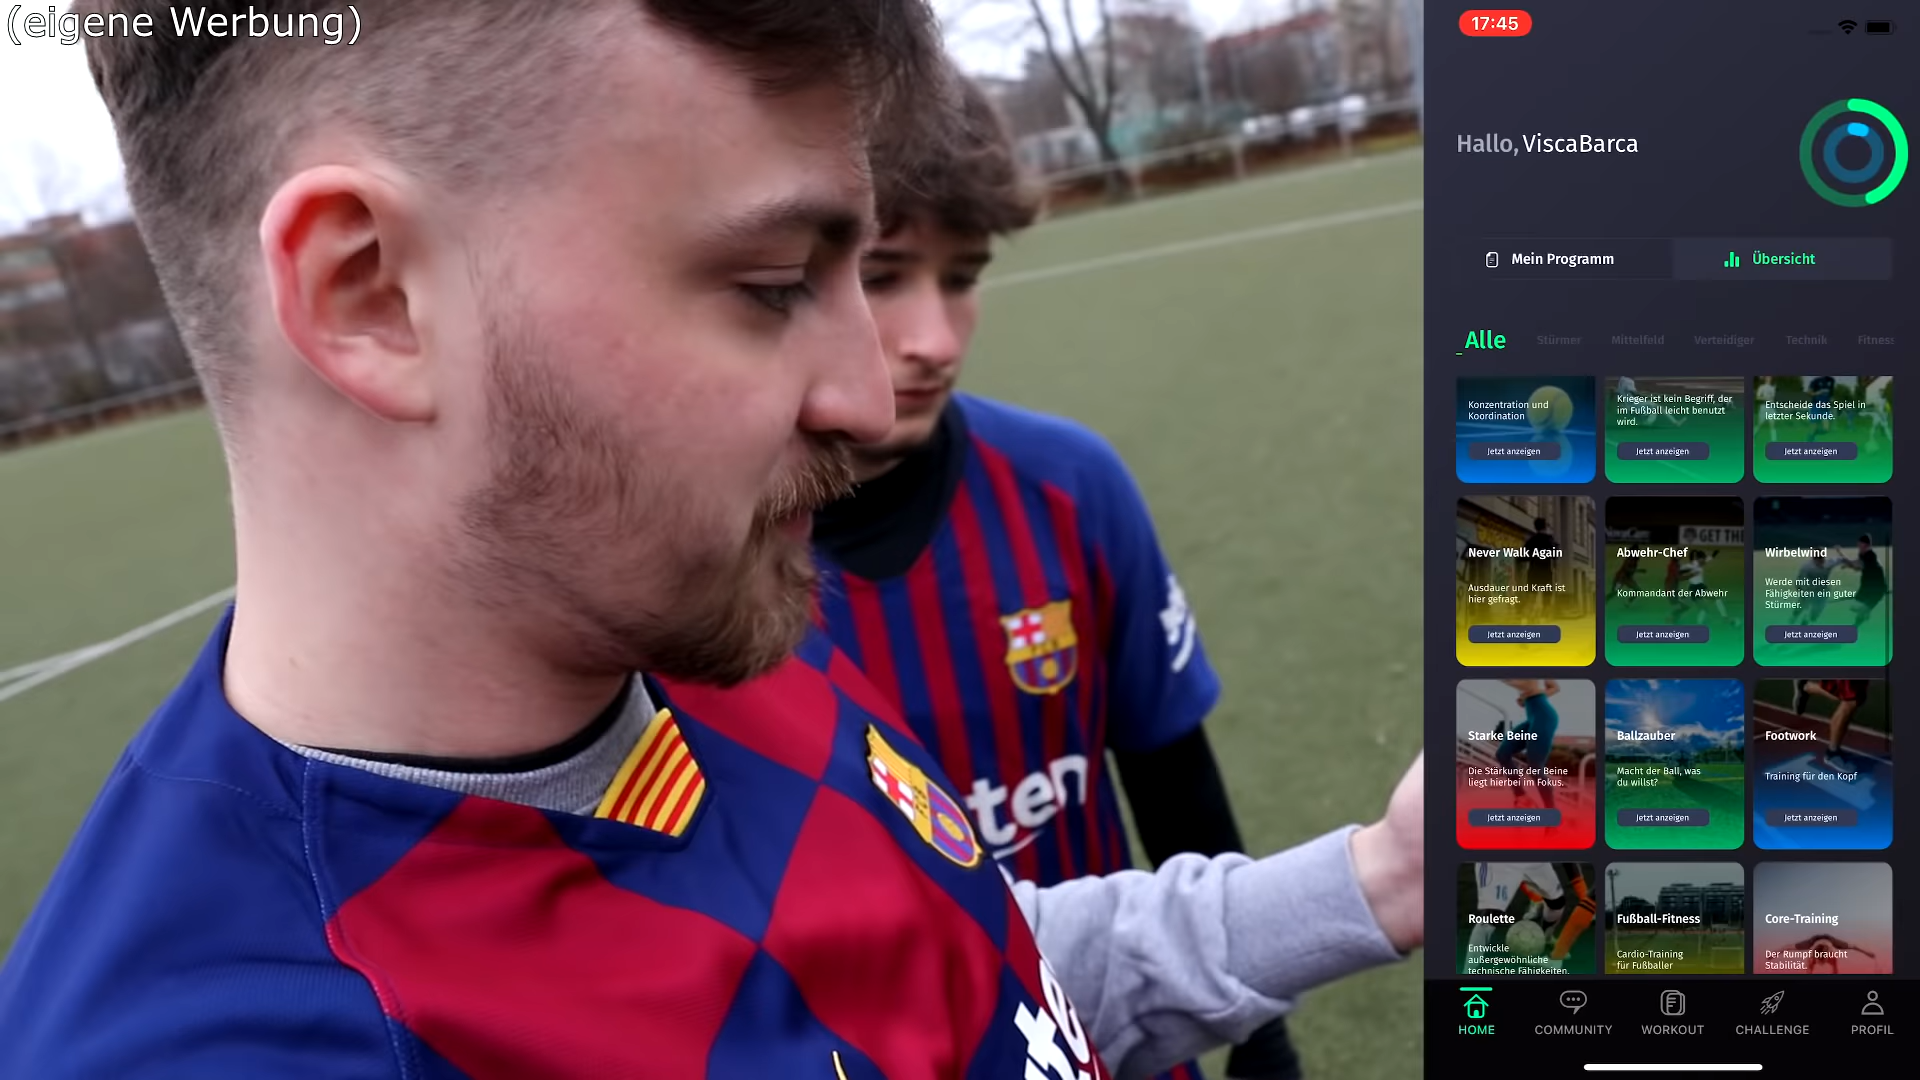 (eigene Werbung)
17:45
Hallo, ViscaBarca
Mein Programm
Übersicht
Alle
Stürmer
Mittelfeld
Verteidiger
Technik
Fitness
Konzentration und
Koordination
Jetzt anzeigen
Krieger ist kein Begriff, der
im Fußball leicht benutzt
wird.
Jetzt anzeigen
Entscheide das Spiel in
letzter Sekunde.
Jetzt anzeigen
Never Walk Again
Ausdauer und Kraft ist
hier gefragt.
Jetzt anzeigen
GET THE
Abwehr-Chef
Kommandant der Abwehr
Jetzt anzeigen
Wirbelwind
Werde mit diesen
Fähigkeiten ein guter
Stürmer.
Jetzt anzeigen
Starke Beine
Die Stärkung der Beine
liegt hierbei im Fokus.
Jetzt anzeigen
Ballzauber
Macht der Ball, was
du willst?
Jetzt anzeigen
Footwork
Training für den Kopf
Jetzt anzeigen
16
Roulette
Entwickle
außergewöhnliche
technische Fähigkeiten.
Fußball-Fitness
Cardio-Training
für Fußballer
Core-Training
Der Rumpf braucht
Stabilität.
HOME
COMMUNITY
WORKOUT
CHALLENGE
PROFIL
ten